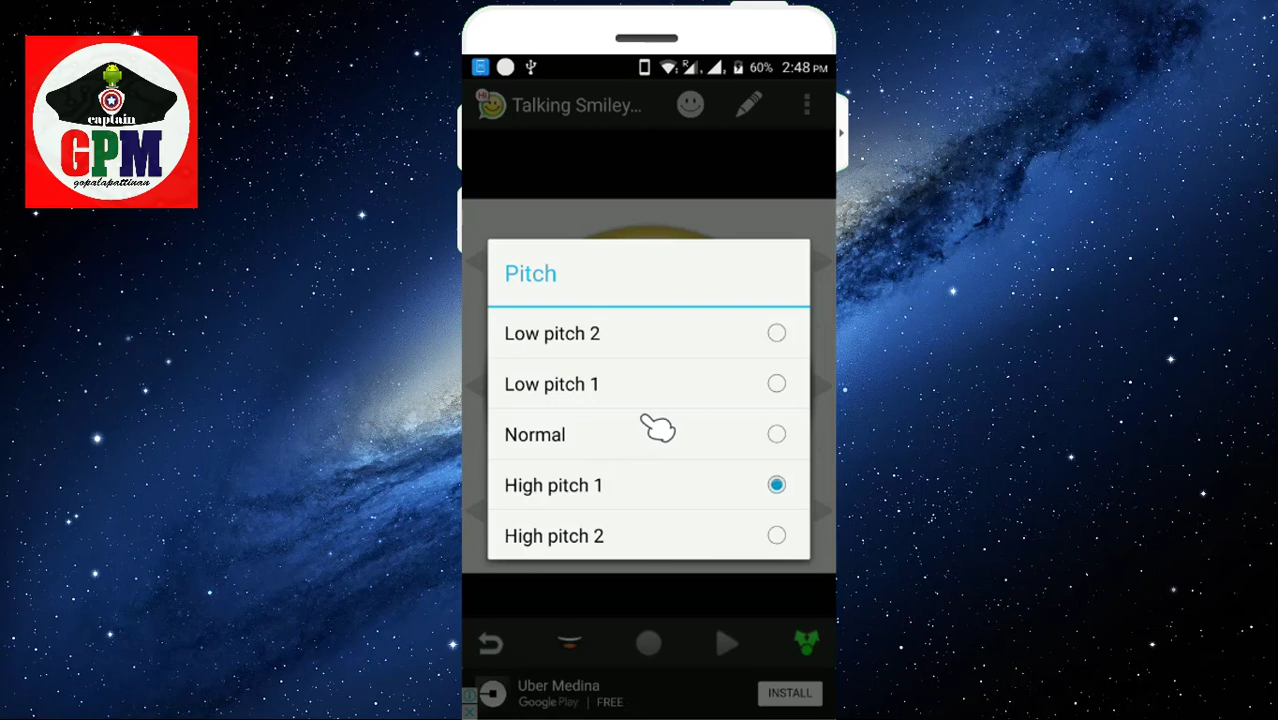 captain
GPM
gopalapattinan
60% 2:48 PM
Talking Smiley...
Pitch
Low pitch 2
Low pitch 1
Normal
High pitch 1
High pitch 2
Uber Medina
Google Play | FREE
INSTALL